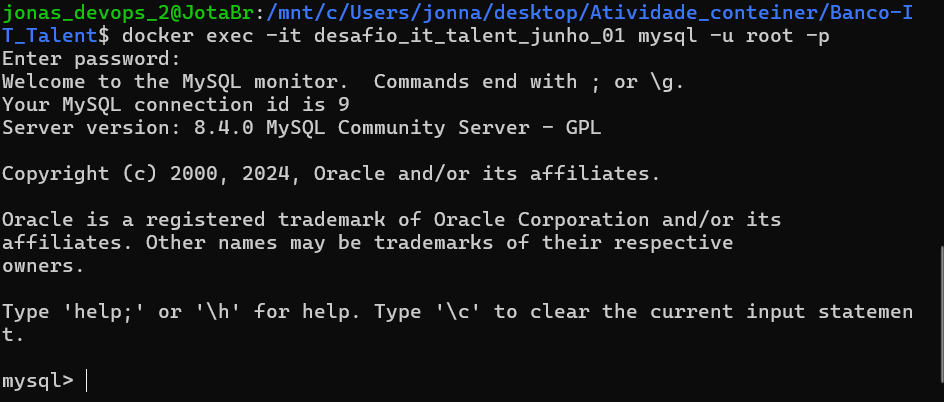 jonas_devops_2@JotaBr:/mnt/c/Users/jonna/desktop/Atividade_conteiner/Banco-I
T_Talent$ docker exec -it desafio_it_talent_junho_01 mysql -u root -p
Enter password:
Welcome to the MySQL monitor.  Commands end with ; or \g.
Your MySQL connection id is 9
Server version: 8.4.0 MySQL Community Server - GPL

Copyright (c) 2000, 2024, Oracle and/or its affiliates.

Oracle is a registered trademark of Oracle Corporation and/or its
affiliates. Other names may be trademarks of their respective
owners.

Type 'help;' or '\h' for help. Type '\c' to clear the current input statemen
t.

mysql>